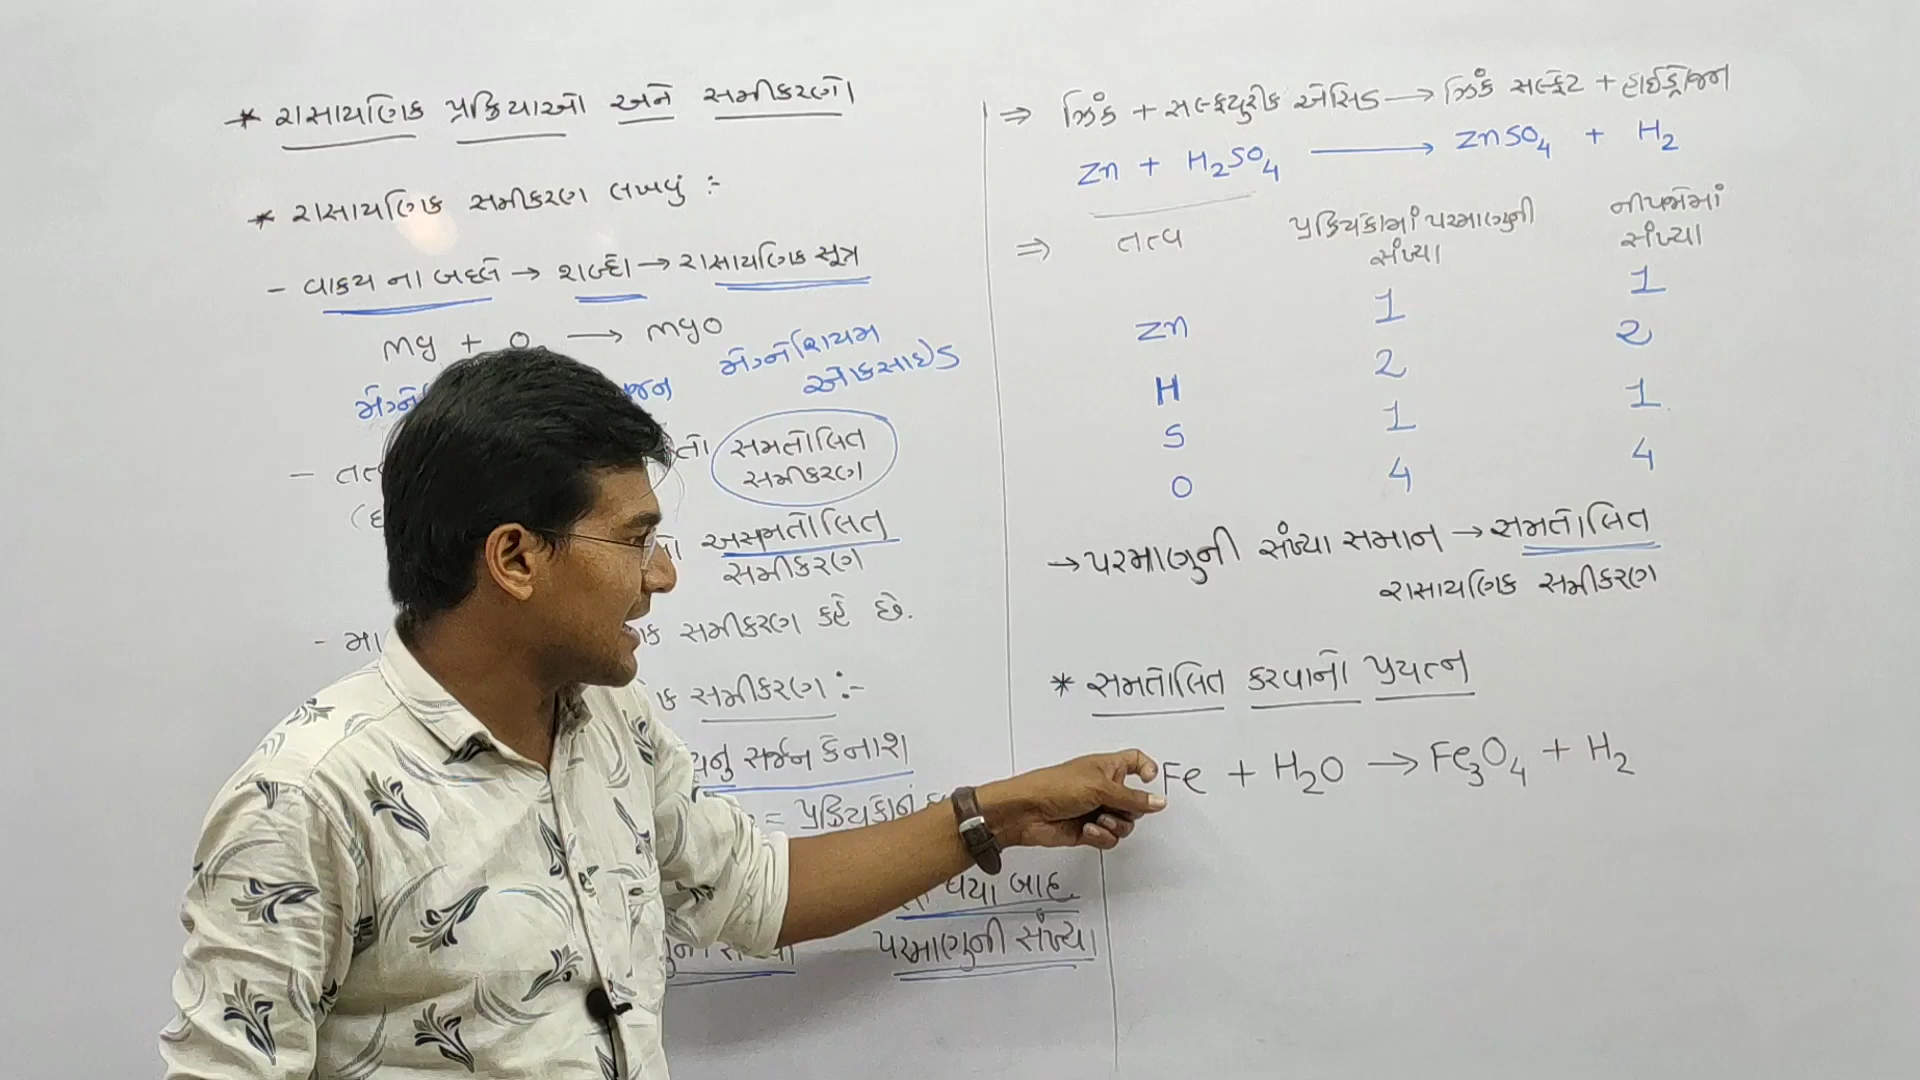 * રાસાયણિક પ્રક્રિયાઓ અને સમીકરણો
* રાસાયણિક સમીકરણ લખવું :-
- વાક્ય ના બદલે → શબ્દો → રાસાયણિક સૂત્ર
Mg + O → MgO
મેગ્નેશિયમ ઓક્સાઇડ
સમતોલિત
સમીકરણ
અસમતોલિત
સમીકરણ
સમીકરણ કહે છે.
સમીકરણ :-
સર્જન કે નાશ
= પ્રક્રિયકોનું
થયા બાદ
પરમાણુની સંખ્યા
⇒ ઝિંક + સલ્ફ્યુરીક એસિડ → ઝિંક સલ્ફેટ + હાઈડ્રોજન
Zn + H₂SO₄ → ZnSO₄ + H₂
⇒ તત્વ પ્રક્રિયકોમાં પરમાણુની સંખ્યા નીપજોમાં સંખ્યા
Zn 1 1
H 2 2
S 1 1
O 4 4
→ પરમાણુની સંખ્યા સમાન → સમતોલિત
રાસાયણિક સમીકરણ
* સમતોલિત કરવાનો પ્રયત્ન
Fe + H₂O → Fe₃O₄ + H₂